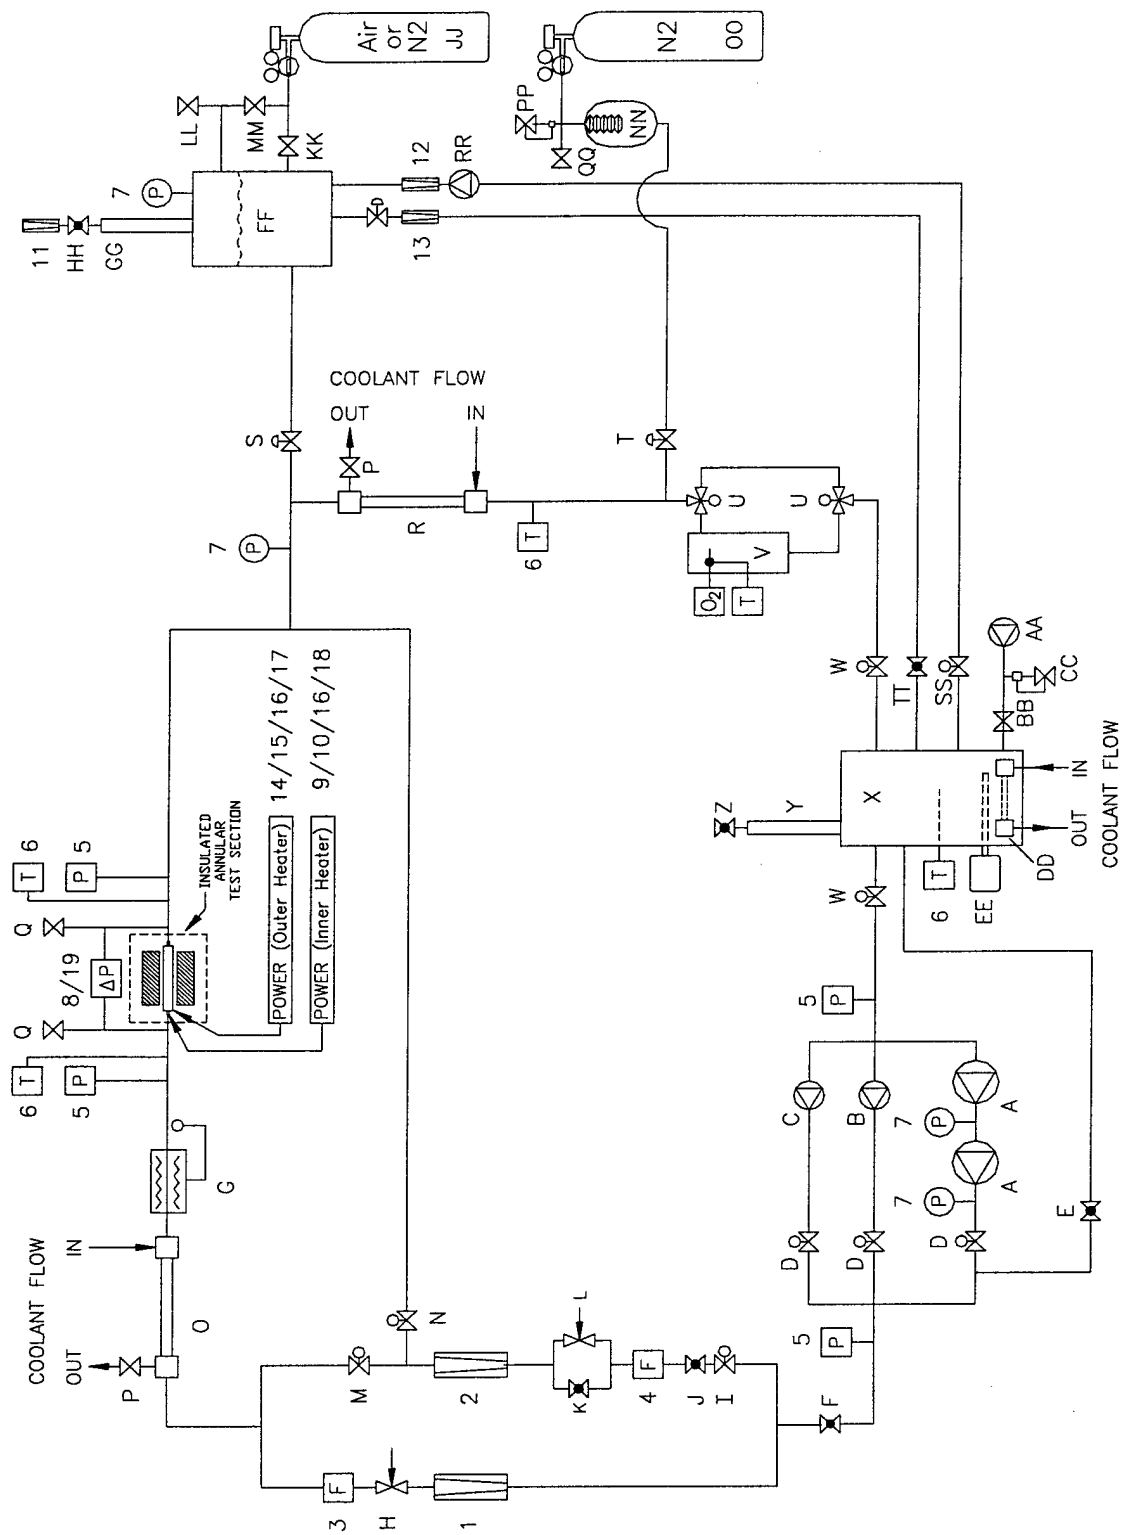 3
F
H
1
COOLANT FLOW
OUT
IN
P
O
G
M
N
2
L
K
4
F
J
I
F
6
T
5
P
Q
8/19
ΔP
Q
6
T
5
P
INSULATED
ANNULAR
TEST SECTION
POWER (Outer Heater)
14/15/16/17
POWER (Inner Heater)
9/10/16/18
7
P
S
COOLANT FLOW
OUT
IN
P
R
6
T
T
U
U
V
O2
T
11
HH
GG
7
P
FF
LL
MM
KK
Air
or
N2
JJ
12
RR
13
PP
QQ
NN
N2
OO
5
P
D
D
D
C
B
7
P
A
7
P
A
E
5
P
W
W
TT
SS
Z
Y
X
6
T
EE
DD
AA
BB
CC
OUT
IN
COOLANT FLOW